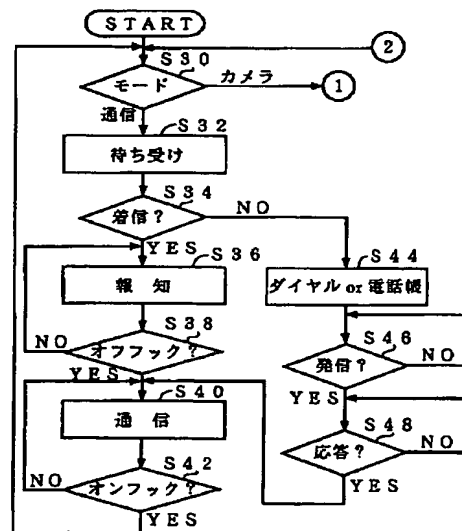 START
②
S30
モード
カメラ
①
通信
S32
待ち受け
S34
着信?
NO
YES
S36
報知
S44
ダイヤル or 電話帳
S38
NO
オフフック?
YES
S46
発信?
NO
YES
S40
通信
S48
応答?
NO
YES
S42
NO
オンフック?
YES